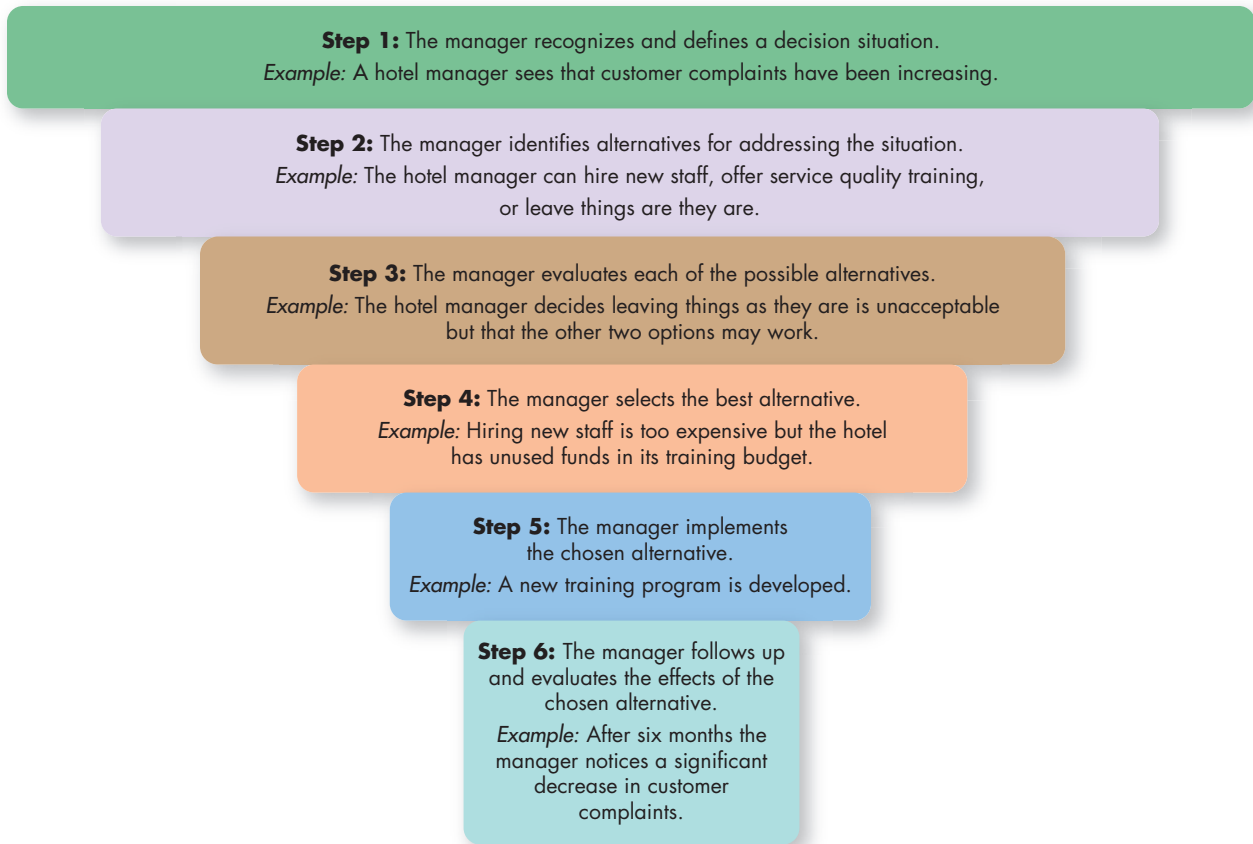 Step 1: The manager recognizes and defines a decision situation.
Example: A hotel manager sees that customer complaints have been increasing.
Step 2: The manager identifies alternatives for addressing the situation.
Example: The hotel manager can hire new staff, offer service quality training,
or leave things are they are.
Step 3: The manager evaluates each of the possible alternatives.
Example: The hotel manager decides leaving things as they are is unacceptable
but that the other two options may work.
Step 4: The manager selects the best alternative.
Example: Hiring new staff is too expensive but the hotel
has unused funds in its training budget.
Step 5: The manager implements
the chosen alternative.
Example: A new training program is developed.
Step 6: The manager follows up
and evaluates the effects of the
chosen alternative.
Example: After six months the
manager notices a significant
decrease in customer
complaints.